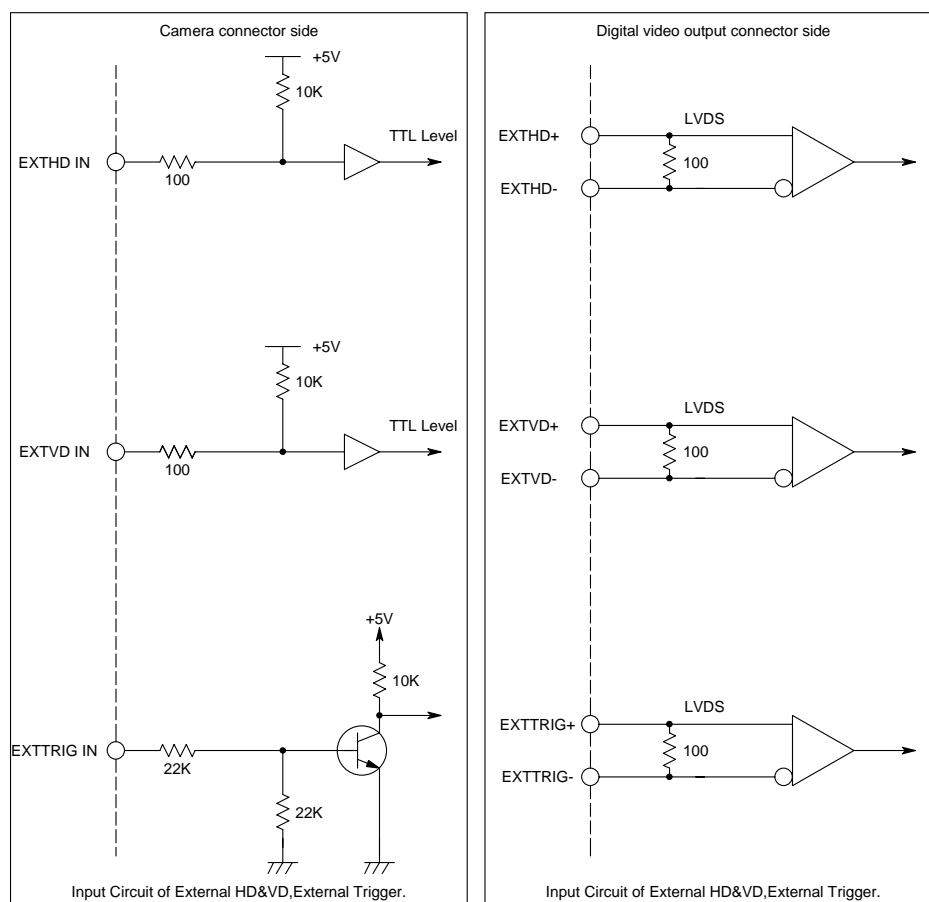 Camera connector side
+5V
10K
TTL Level
EXTHD IN
100
+5V
10K
TTL Level
EXTVD IN
100
+5V
10K
EXTTRIG IN
22K
22K
Input Circuit of External HD&VD,External Trigger.
Digital video output connector side
LVDS
EXTHD+
100
EXTHD-
LVDS
EXTVD+
100
EXTVD-
LVDS
EXTTRIG+
100
EXTTRIG-
Input Circuit of External HD&VD,External Trigger.